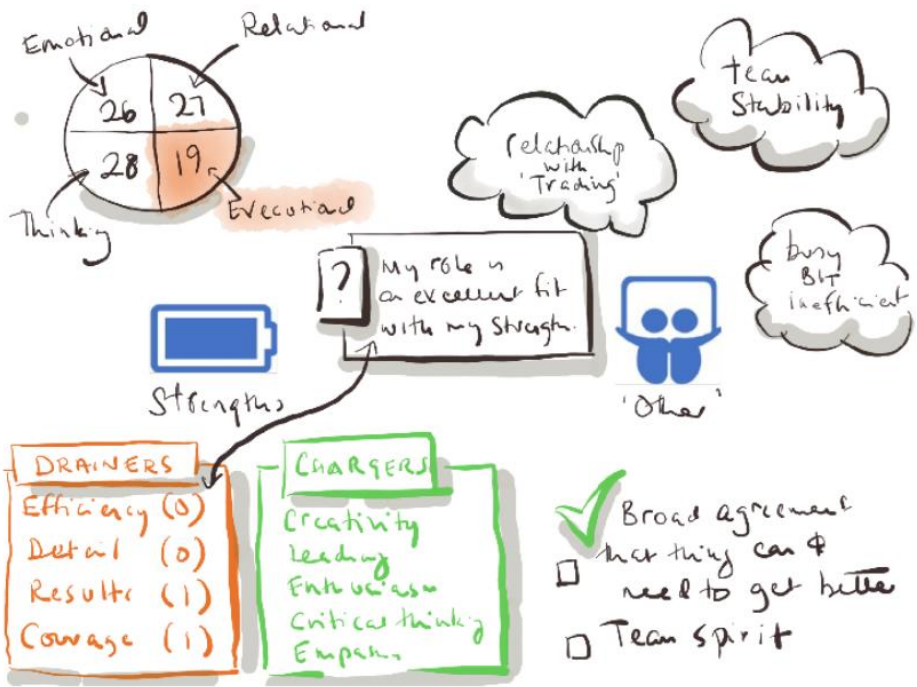 Emotional
Relational
26
27
28
19
Thinking
Executional
team
Stability
relationship
with
'Trading'
busy
BUT
inefficient
?
My role is
an excellent fit
with my strengths.
Strengths
'Other'
DRAINERS
Efficiency (0)
Detail (0)
Results (1)
Courage (1)
CHARGERS
Creativity
Leading
Enthusiasm
Critical thinking
Empathy
Broad agreement
that thing can &
need to get better
Team spirit